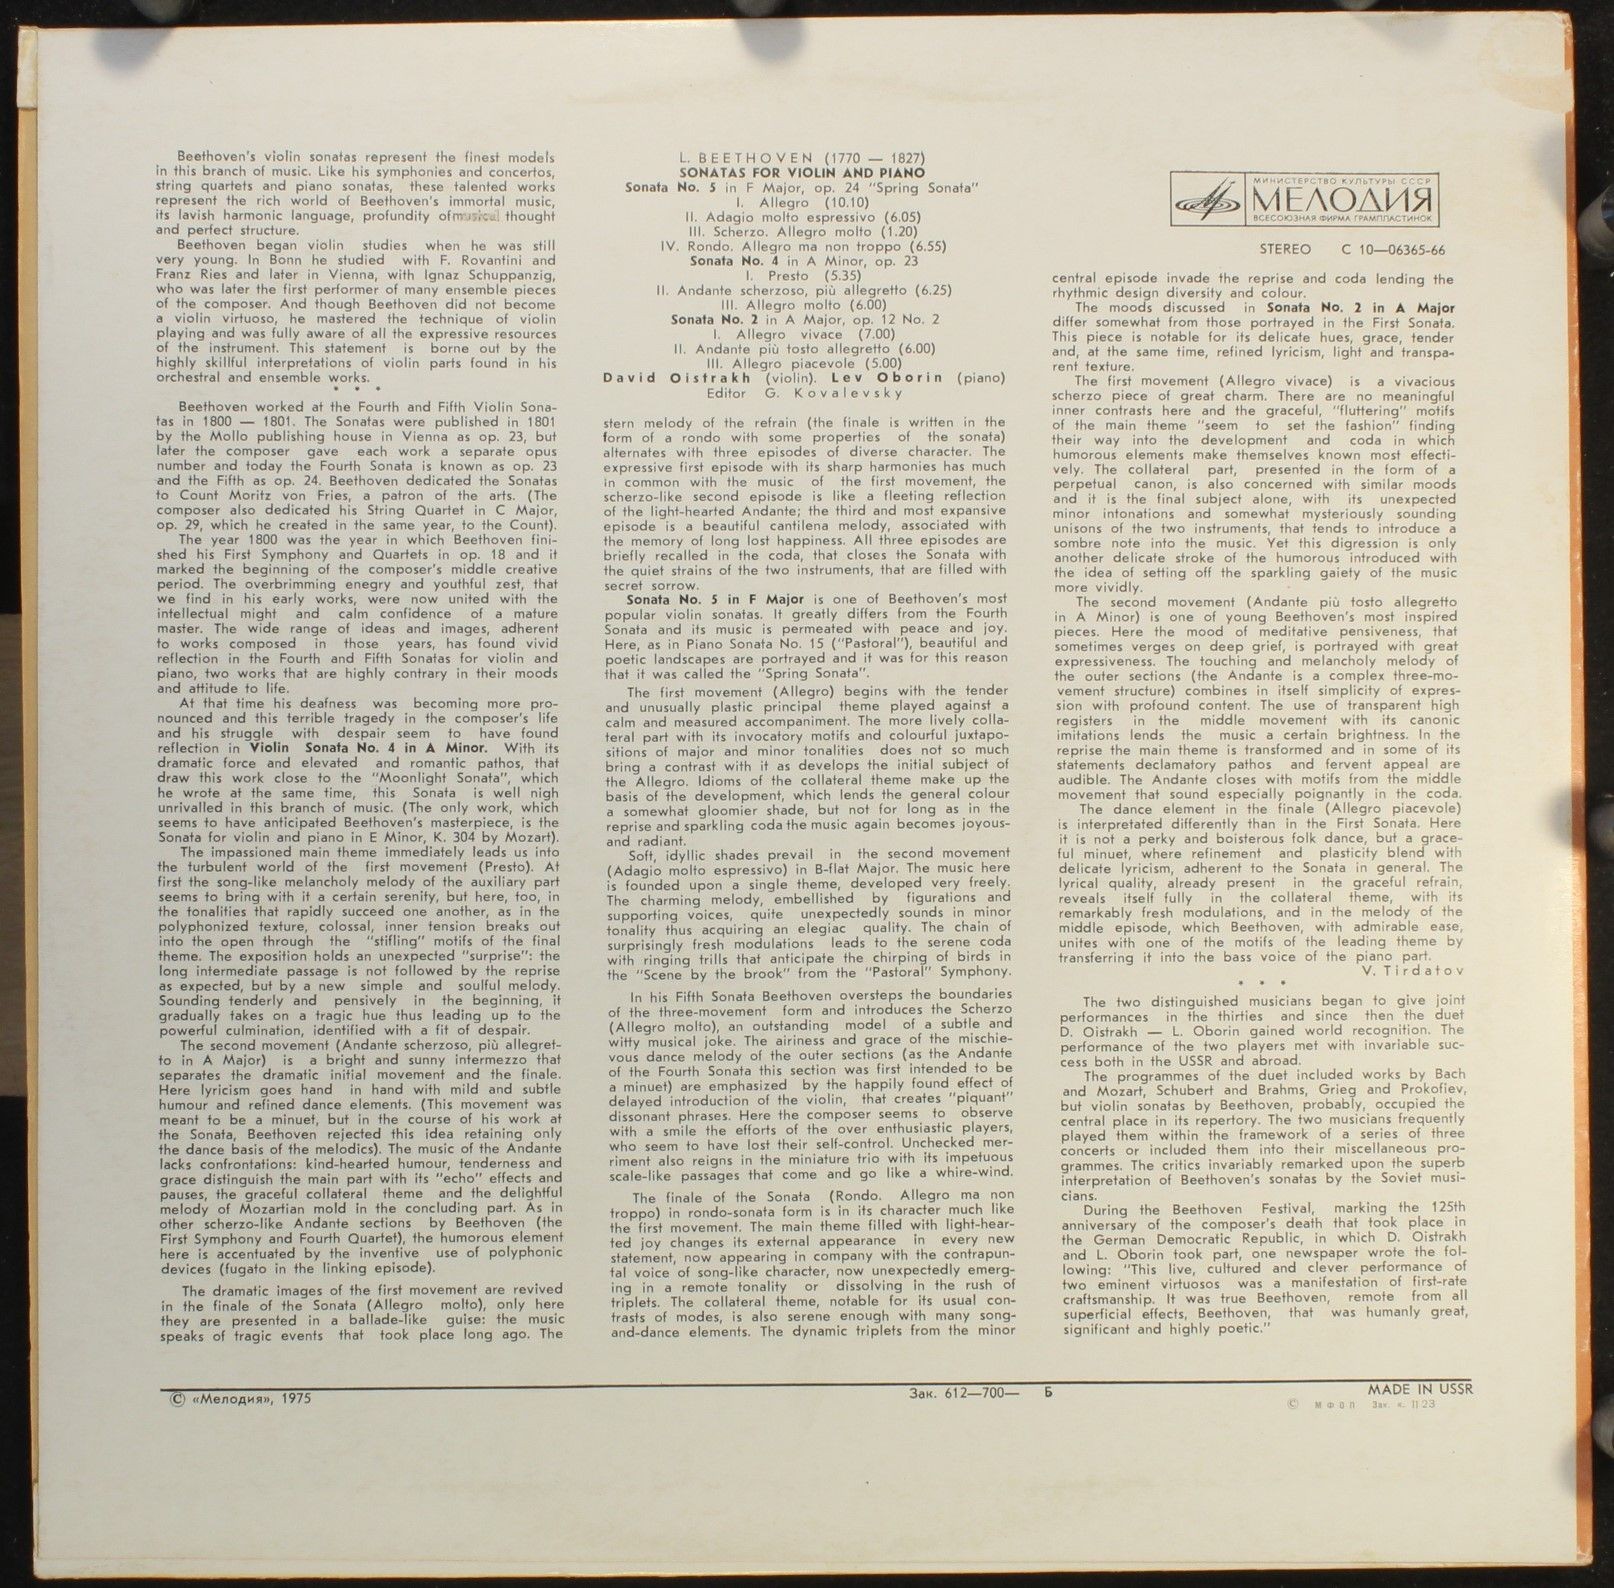 Beethoven's violin sonatas represent the finest models
in this branch of music. Like his symphonies and concertos,
string quartets and piano sonatas, these talented works
represent the rich world of Beethoven's immortal music,
its lavish harmonic language, profundity of musical thought
and perfect structure.
Beethoven began violin studies when he was still
very young. In Bonn he studied with F. Rovantini and
Franz Ries and later in Vienna, with Ignaz Schuppanzig,
who was later the first performer of many ensemble pieces
of the composer. And though Beethoven did not become
a violin virtuoso, he mastered the technique of violin
playing and was fully aware of all the expressive resources
of the instrument. This statement is borne out by the
highly skillful interpretations of violin parts found in his
orchestral and ensemble works.
* * *
Beethoven worked at the Fourth and Fifth Violin Sona-
tas in 1800 — 1801. The Sonatas were published in 1801
by the Mollo publishing house in Vienna as op. 23, but
later the composer gave each work a separate opus
number and today the Fourth Sonata is known as op. 23
and the Fifth as op. 24. Beethoven dedicated the Sonatas
to Count Moritz von Fries, a patron of the arts. (The
composer also dedicated his String Quartet in C Major,
op. 29, which he created in the same year, to the Count).
The year 1800 was the year in which Beethoven fini-
shed his First Symphony and Quartets in op. 18 and it
marked the beginning of the composer's middle creative
period. The overbrimming enegry and youthful zest, that
we find in his early works, were now united with the
intellectual might and calm confidence of a mature
master. The wide range of ideas and images, adherent
to works composed in those years, has found vivid
reflection in the Fourth and Fifth Sonatas for violin and
piano, two works that are highly contrary in their moods
and attitude to life.
At that time his deafness was becoming more pro-
nounced and this terrible tragedy in the composer's life
and his struggle with despair seem to have found
reflection in Violin Sonata No. 4 in A Minor. With its
dramatic force and elevated and romantic pathos, that
draw this work close to the "Moonlight Sonata", which
he wrote at the same time, this Sonata is well nigh
unrivalled in this branch of music. (The only work, which
seems to have anticipated Beethoven's masterpiece, is the
Sonata for violin and piano in E Minor, K. 304 by Mozart).
The impassioned main theme immediately leads us into
the turbulent world of the first movement (Presto). At
first the song-like melancholy melody of the auxiliary part
seems to bring with it a certain serenity, but here, too, in
the tonalities that rapidly succeed one another, as in the
polyphonized texture, colossal, inner tension breaks out
into the open through the "stifling" motifs of the final
theme. The exposition holds an unexpected "surprise": the
long intermediate passage is not followed by the reprise
as expected, but by a new simple and soulful melody.
Sounding tenderly and pensively in the beginning, it
gradually takes on a tragic hue thus leading up to the
powerful culmination, identified with a fit of despair.
The second movement (Andante scherzoso, più allegret-
to in A Major) is a bright and sunny intermezzo that
separates the dramatic initial movement and the finale.
Here lyricism goes hand in hand with mild and subtle
humour and refined dance elements. (This movement was
meant to be a minuet, but in the course of his work at
the Sonata, Beethoven rejected this idea retaining only
the dance basis of the melodics). The music of the Andante
lacks confrontations: kind-hearted humour, tenderness and
grace distinguish the main part with its "echo" effects and
pauses, the graceful collateral theme and the delightful
melody of Mozartian mold in the concluding part. As in
other scherzo-like Andante sections by Beethoven (the
First Symphony and Fourth Quartet), the humorous element
here is accentuated by the inventive use of polyphonic
devices (fugato in the linking episode).
The dramatic images of the first movement are revived
in the finale of the Sonata (Allegro molto), only here
they are presented in a ballade-like guise: the music
speaks of tragic events that took place long ago. The
L. BEETHOVEN (1770 — 1827)
SONATAS FOR VIOLIN AND PIANO
Sonata No. 5 in F Major, op. 24 "Spring Sonata"
I. Allegro (10.10)
II. Adagio molto espressivo (6.05)
III. Scherzo. Allegro molto (1.20)
IV. Rondo. Allegro ma non troppo (6.55)
Sonata No. 4 in A Minor, op. 23
I. Presto (5.35)
II. Andante scherzoso, più allegretto (6.25)
III. Allegro molto (6.00)
Sonata No. 2 in A Major, op. 12 No. 2
I. Allegro vivace (7.00)
II. Andante più tosto allegretto (6.00)
III. Allegro piacevole (5.00)
David Oistrakh (violin). Lev Oborin (piano)
Editor G. Kovalevsky
stern melody of the refrain (the finale is written in the
form of a rondo with some properties of the sonata)
alternates with three episodes of diverse character. The
expressive first episode with its sharp harmonies has much
in common with the music of the first movement, the
scherzo-like second episode is like a fleeting reflection
of the light-hearted Andante; the third and most expansive
episode is a beautiful cantilena melody, associated with
the memory of long lost happiness. All three episodes are
briefly recalled in the coda, that closes the Sonata with
the quiet strains of the two instruments, that are filled with
secret sorrow.
Sonata No. 5 in F Major is one of Beethoven's most
popular violin sonatas. It greatly differs from the Fourth
Sonata and its music is permeated with peace and joy.
Here, as in Piano Sonata No. 15 ("Pastoral"), beautiful and
poetic landscapes are portrayed and it was for this reason
that it was called the "Spring Sonata".
The first movement (Allegro) begins with the tender
and unusually plastic principal theme played against a
calm and measured accompaniment. The more lively colla-
teral part with its invocatory motifs and colourful juxtapo-
sitions of major and minor tonalities does not so much
bring a contrast with it as develops the initial subject of
the Allegro. Idioms of the collateral theme make up the
basis of the development, which lends the general colour
a somewhat gloomier shade, but not for long as in the
reprise and sparkling coda the music again becomes joyous-
and radiant.
Soft, idyllic shades prevail in the second movement
(Adagio molto espressivo) in B-flat Major. The music here
is founded upon a single theme, developed very freely.
The charming melody, embellished by figurations and
supporting voices, quite unexpectedly sounds in minor
tonality thus acquiring an elegiac quality. The chain of
surprisingly fresh modulations leads to the serene coda
with ringing trills that anticipate the chirping of birds in
the "Scene by the brook" from the "Pastoral" Symphony.
In his Fifth Sonata Beethoven oversteps the boundaries
of the three-movement form and introduces the Scherzo
(Allegro molto), an outstanding model of a subtle and
witty musical joke. The airiness and grace of the mischie-
vous dance melody of the outer sections (as the Andante
of the Fourth Sonata this section was first intended to be
a minuet) are emphasized by the happily found effect of
delayed introduction of the violin, that creates "piquant"
dissonant phrases. Here the composer seems to observe
with a smile the efforts of the over enthusiastic players,
who seem to have lost their self-control. Unchecked mer-
riment also reigns in the miniature trio with its impetuous
scale-like passages that come and go like a whire-wind.
The finale of the Sonata (Rondo. Allegro ma non
troppo) in rondo-sonata form is in its character much like
the first movement. The main theme filled with light-hear-
ted joy changes its external appearance in every new
statement, now appearing in company with the contrapun-
tal voice of song-like character, now unexpectedly emerg-
ing in a remote tonality or dissolving in the rush of
triplets. The collateral theme, notable for its usual con-
trasts of modes, is also serene enough with many song-
and-dance elements. The dynamic triplets from the minor
МИНИСТЕРСТВО КУЛЬТУРЫ СССР
МЕЛОДИЯ
ВСЕСОЮЗНАЯ ФИРМА ГРАМПЛАСТИНОК
STEREO C 10—06365-66
central episode invade the reprise and coda lending the
rhythmic design diversity and colour.
The moods discussed in Sonata No. 2 in A Major
differ somewhat from those portrayed in the First Sonata.
This piece is notable for its delicate hues, grace, tender
and, at the same time, refined lyricism, light and transpa-
rent texture.
The first movement (Allegro vivace) is a vivacious
scherzo piece of great charm. There are no meaningful
inner contrasts here and the graceful, "fluttering" motifs
of the main theme "seem to set the fashion" finding
their way into the development and coda in which
humorous elements make themselves known most effecti-
vely. The collateral part, presented in the form of a
perpetual canon, is also concerned with similar moods
and it is the final subject alone, with its unexpected
minor intonations and somewhat mysteriously sounding
unisons of the two instruments, that tends to introduce a
sombre note into the music. Yet this digression is only
another delicate stroke of the humorous introduced with
the idea of setting off the sparkling gaiety of the music
more vividly.
The second movement (Andante più tosto allegretto
in A Minor) is one of young Beethoven's most inspired
pieces. Here the mood of meditative pensiveness, that
sometimes verges on deep grief, is portrayed with great
expressiveness. The touching and melancholy melody of
the outer sections (the Andante is a complex three-mo-
vement structure) combines in itself simplicity of expres-
sion with profound content. The use of transparent high
registers in the middle movement with its canonic
imitations lends the music a certain brightness. In the
reprise the main theme is transformed and in some of its
statements declamatory pathos and fervent appeal are
audible. The Andante closes with motifs from the middle
movement that sound especially poignantly in the coda.
The dance element in the finale (Allegro piacevole)
is interpretated differently than in the First Sonata. Here
it is not a perky and boisterous folk dance, but a grace-
ful minuet, where refinement and plasticity blend with
delicate lyricism, adherent to the Sonata in general. The
lyrical quality, already present in the graceful refrain,
reveals itself fully in the collateral theme, with its
remarkably fresh modulations, and in the melody of the
middle episode, which Beethoven, with admirable ease,
unites with one of the motifs of the leading theme by
transferring it into the bass voice of the piano part.
V. Tirdatov
* * *
The two distinguished musicians began to give joint
performances in the thirties and since then the duet
D. Oistrakh — L. Oborin gained world recognition. The
performance of the two players met with invariable suc-
cess both in the USSR and abroad.
The programmes of the duet included works by Bach
and Mozart, Schubert and Brahms, Grieg and Prokofiev,
but violin sonatas by Beethoven, probably, occupied the
central place in its repertory. The two musicians frequently
played them within the framework of a series of three
concerts or included them into their miscellaneous pro-
grammes. The critics invariably remarked upon the superb
interpretation of Beethoven's sonatas by the Soviet musi-
cians.
During the Beethoven Festival, marking the 125th
anniversary of the composer's death that took place in
the German Democratic Republic, in which D. Oistrakh
and L. Oborin took part, one newspaper wrote the fol-
lowing: "This live, cultured and clever performance of
two eminent virtuosos was a manifestation of first-rate
craftsmanship. It was true Beethoven, remote from all
superficial effects, Beethoven, that was humanly great,
significant and highly poetic."
© «Мелодия», 1975
Зак. 612—700— Б
MADE IN USSR
© МФОП Зак. к. 1123